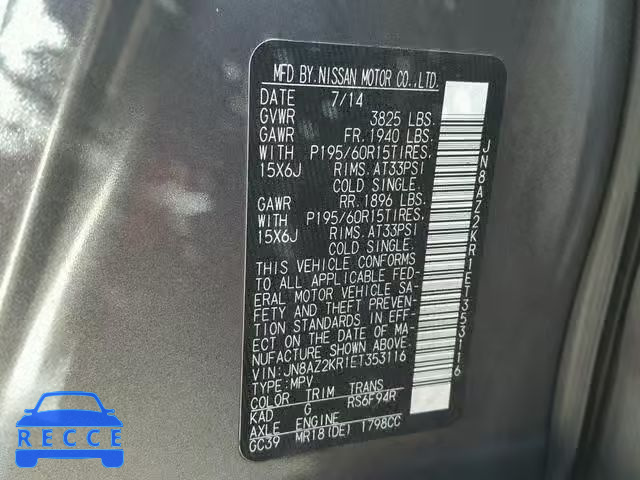 MFD BY.NISSAN MOTOR CO.,LTD.
DATE 7/14
GVWR 3825 LBS.
GAWR FR.1940 LBS.
WITH P195/60R15TIRES,
15X6J RIMS.AT33PSI
COLD SINGLE.
GAWR RR.1896 LBS.
WITH P195/60R15TIRES,
15X6J RIMS.AT33PSI
COLD SINGLE.
THIS VEHICLE CONFORMS
TO ALL APPLICABLE FED-
ERAL MOTOR VEHICLE SA-
FETY AND THEFT PREVEN-
TION STANDARDS IN EFF-
ECT ON THE DATE OF MA-
NUFACTURE SHOWN ABOVE.
VIN:JN8AZ2KR1ET353116
TYPE:MPV
COLOR TRIM TRANS
KAD G RS6F94R
AXLE ENGINE
GC39 MR18(DE) 1798CC
JN8AZ2KR1ET353116
RECCE